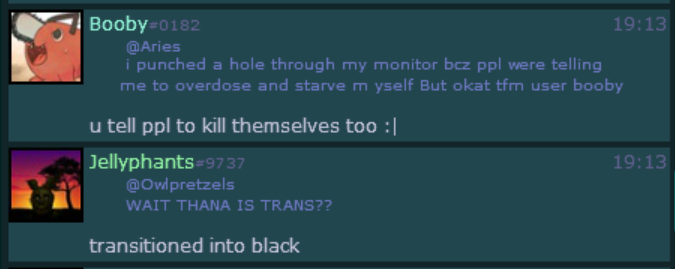 Booby#0182 19:13
@Aries
i punched a hole through my monitor bcz ppl were telling
me to overdose and starve m yself But okat tfm user booby
u tell ppl to kill themselves too :|
Jellyphants#9737 19:13
@Owlpretzels
WAIT THANA IS TRANS??
transitioned into black